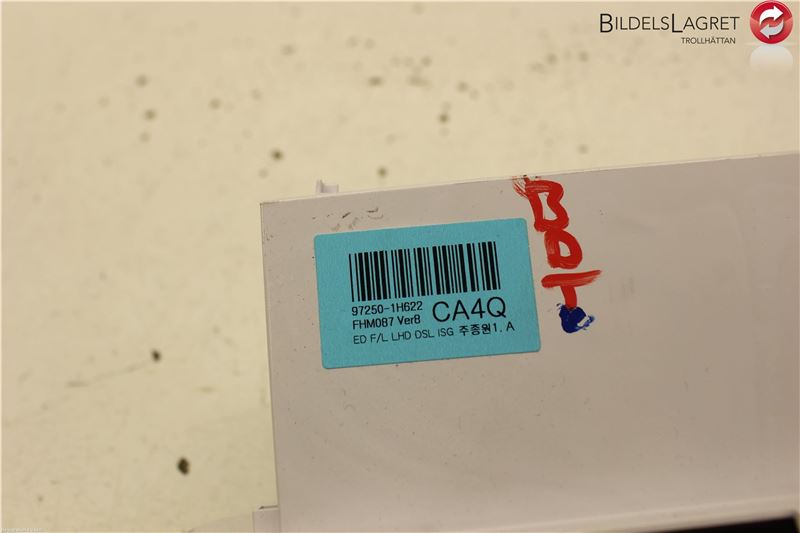 BILDELSLAGRET
TROLLHÄTTAN
BDT
97250-1H622
FHM087 Ver8
CA4Q
ED F/L LHD DSL ISG 주종원1. A